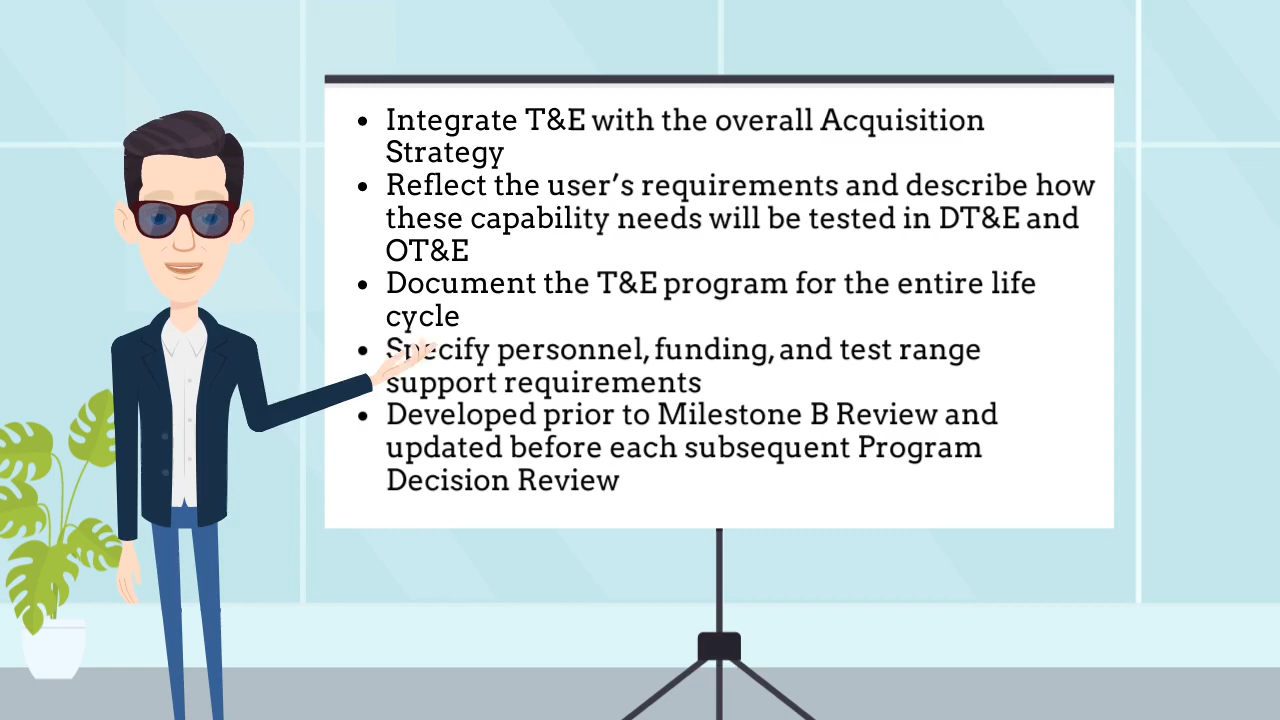 • Integrate T&E with the overall Acquisition
Strategy
• Reflect the user’s requirements and describe how
these capability needs will be tested in DT&E and
OT&E
• Document the T&E program for the entire life
cycle
• Specify personnel, funding, and test range
support requirements
• Developed prior to Milestone B Review and
updated before each subsequent Program
Decision Review